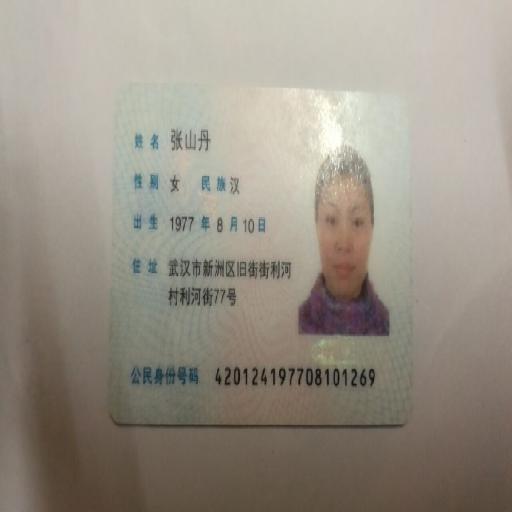 姓名 张山丹
性别 女 民族 汉
出生 1977 年 8 月 10 日
住址 武汉市新洲区旧街街利河
村利河街77号
公民身份号码 420124197708101269